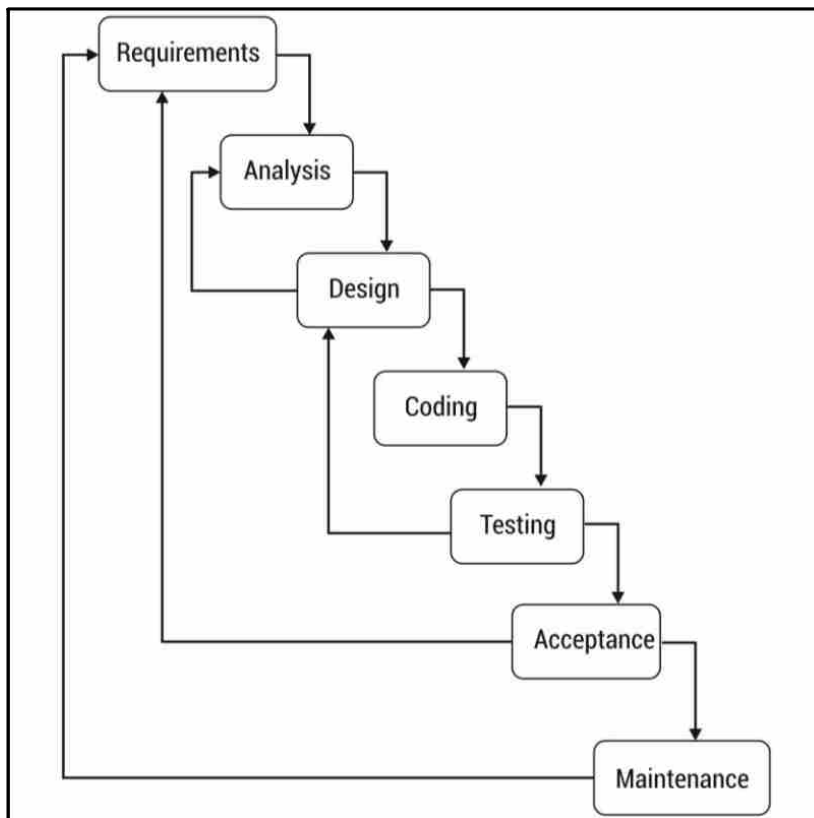 Requirements
Analysis
Design
Coding
Testing
Acceptance
Maintenance